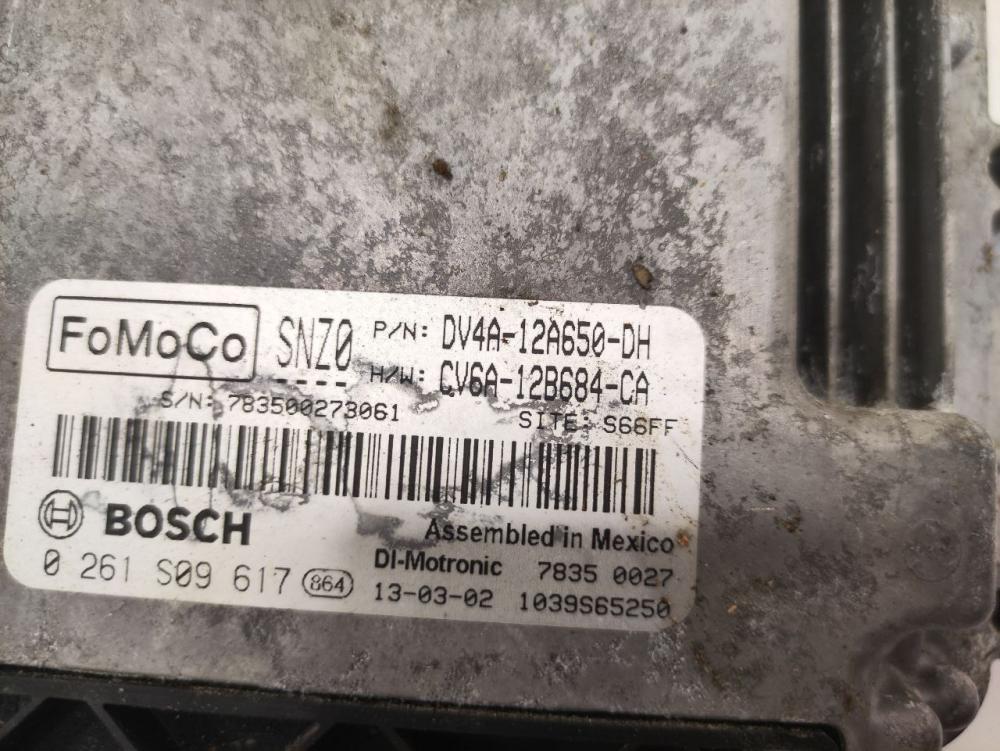 FoMoCo SNZ0 P/N: DV4A-12A650-DH
H/W: CV6A-12B684-CA
S/N: 783500273061 SITE: S66FF
BOSCH Assembled in Mexico
DI-Motronic 7835 0027
0 261 S09 617 864 13-03-02 1039S65250